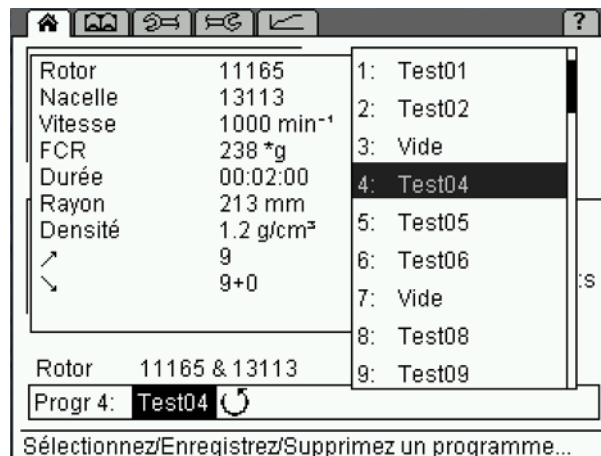 ?
Rotor 11165
Nacelle 13113
Vitesse 1000 min⁻¹
FCR 238 *g
Durée 00:02:00
Rayon 213 mm
Densité 1.2 g/cm³
↗ 9
↘ 9+0
1: Test01
2: Test02
3: Vide
4: Test04
5: Test05
6: Test06
7: Vide
8: Test08
9: Test09
:s
Rotor 11165 & 13113
Progr 4: Test04
Sélectionnez/Enregistrez/Supprimez un programme...